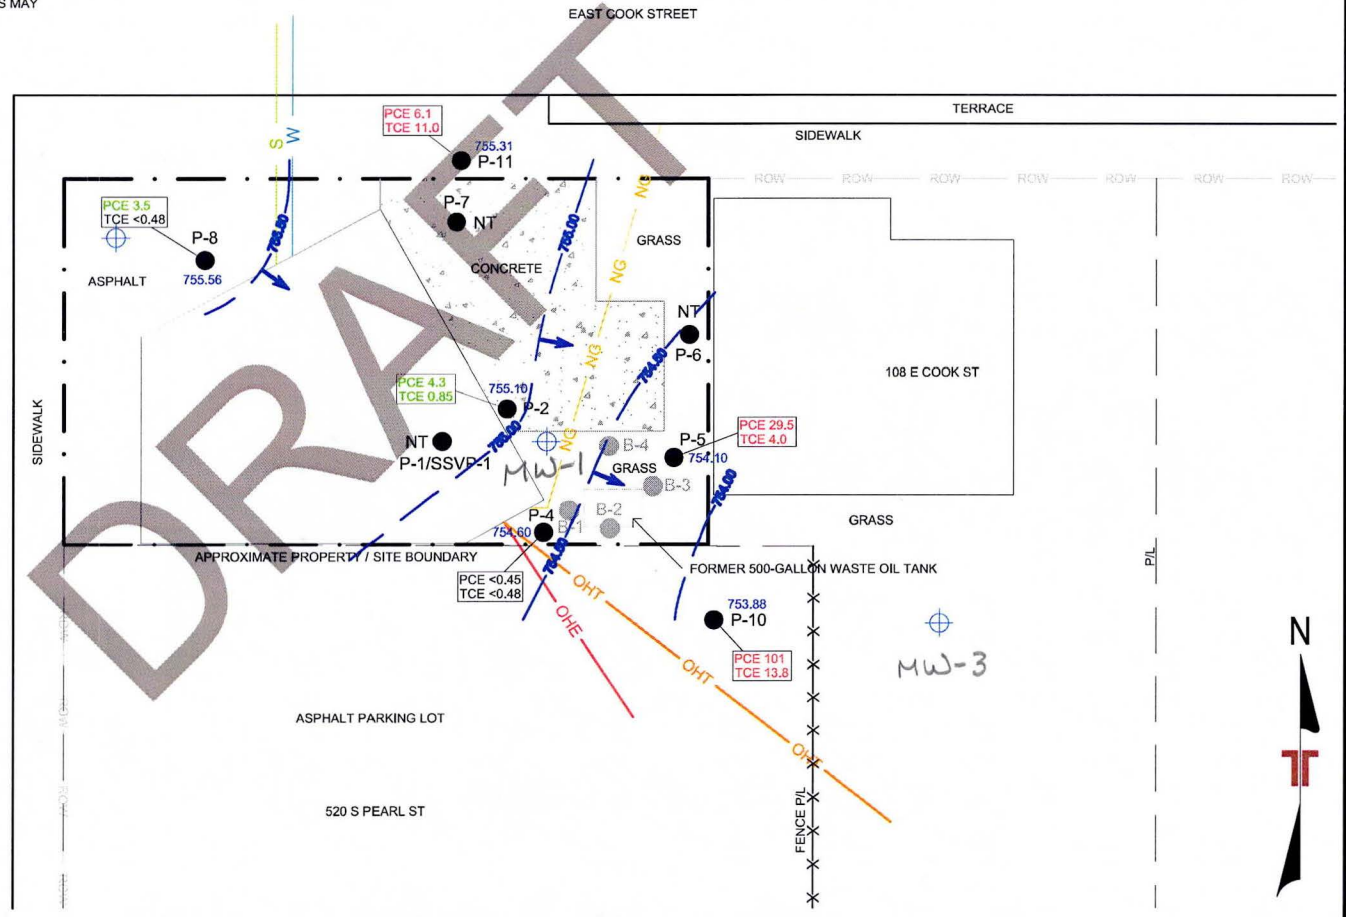 S MAY
EAST COOK STREET
TERRACE
SIDEWALK
PCE 6.1
TCE 11.0
755.31
P-11
S
W
ROW ROW ROW ROW ROW ROW ROW
PCE 3.5
TCE <0.48
P-8
755.56
ASPHALT
P-7
NT
CONCRETE
755.00
NG
GRASS
NG
NT
P-6
NG
754.50
108 E COOK ST
DRAFT
PCE 4.3
TCE 0.85
755.10
P-2
SIDEWALK
NT
P-1/SSVP-1
755.00
MW-1
NG
B-4
GRASS
P-5
754.10
PCE 29.5
TCE 4.0
B-3
754.00
P-4
754.60
B-1
B-2
GRASS
APPROXIMATE PROPERTY / SITE BOUNDARY
754.50
FORMER 500-GALLON WASTE OIL TANK
P/L
PCE <0.45
TCE <0.48
OHT
OHE
753.88
P-10
PCE 101
TCE 13.8
MW-3
N
OHT
ROW
ROW
ROW
ROW
ASPHALT PARKING LOT
OHT
520 S PEARL ST
FENCE P/L